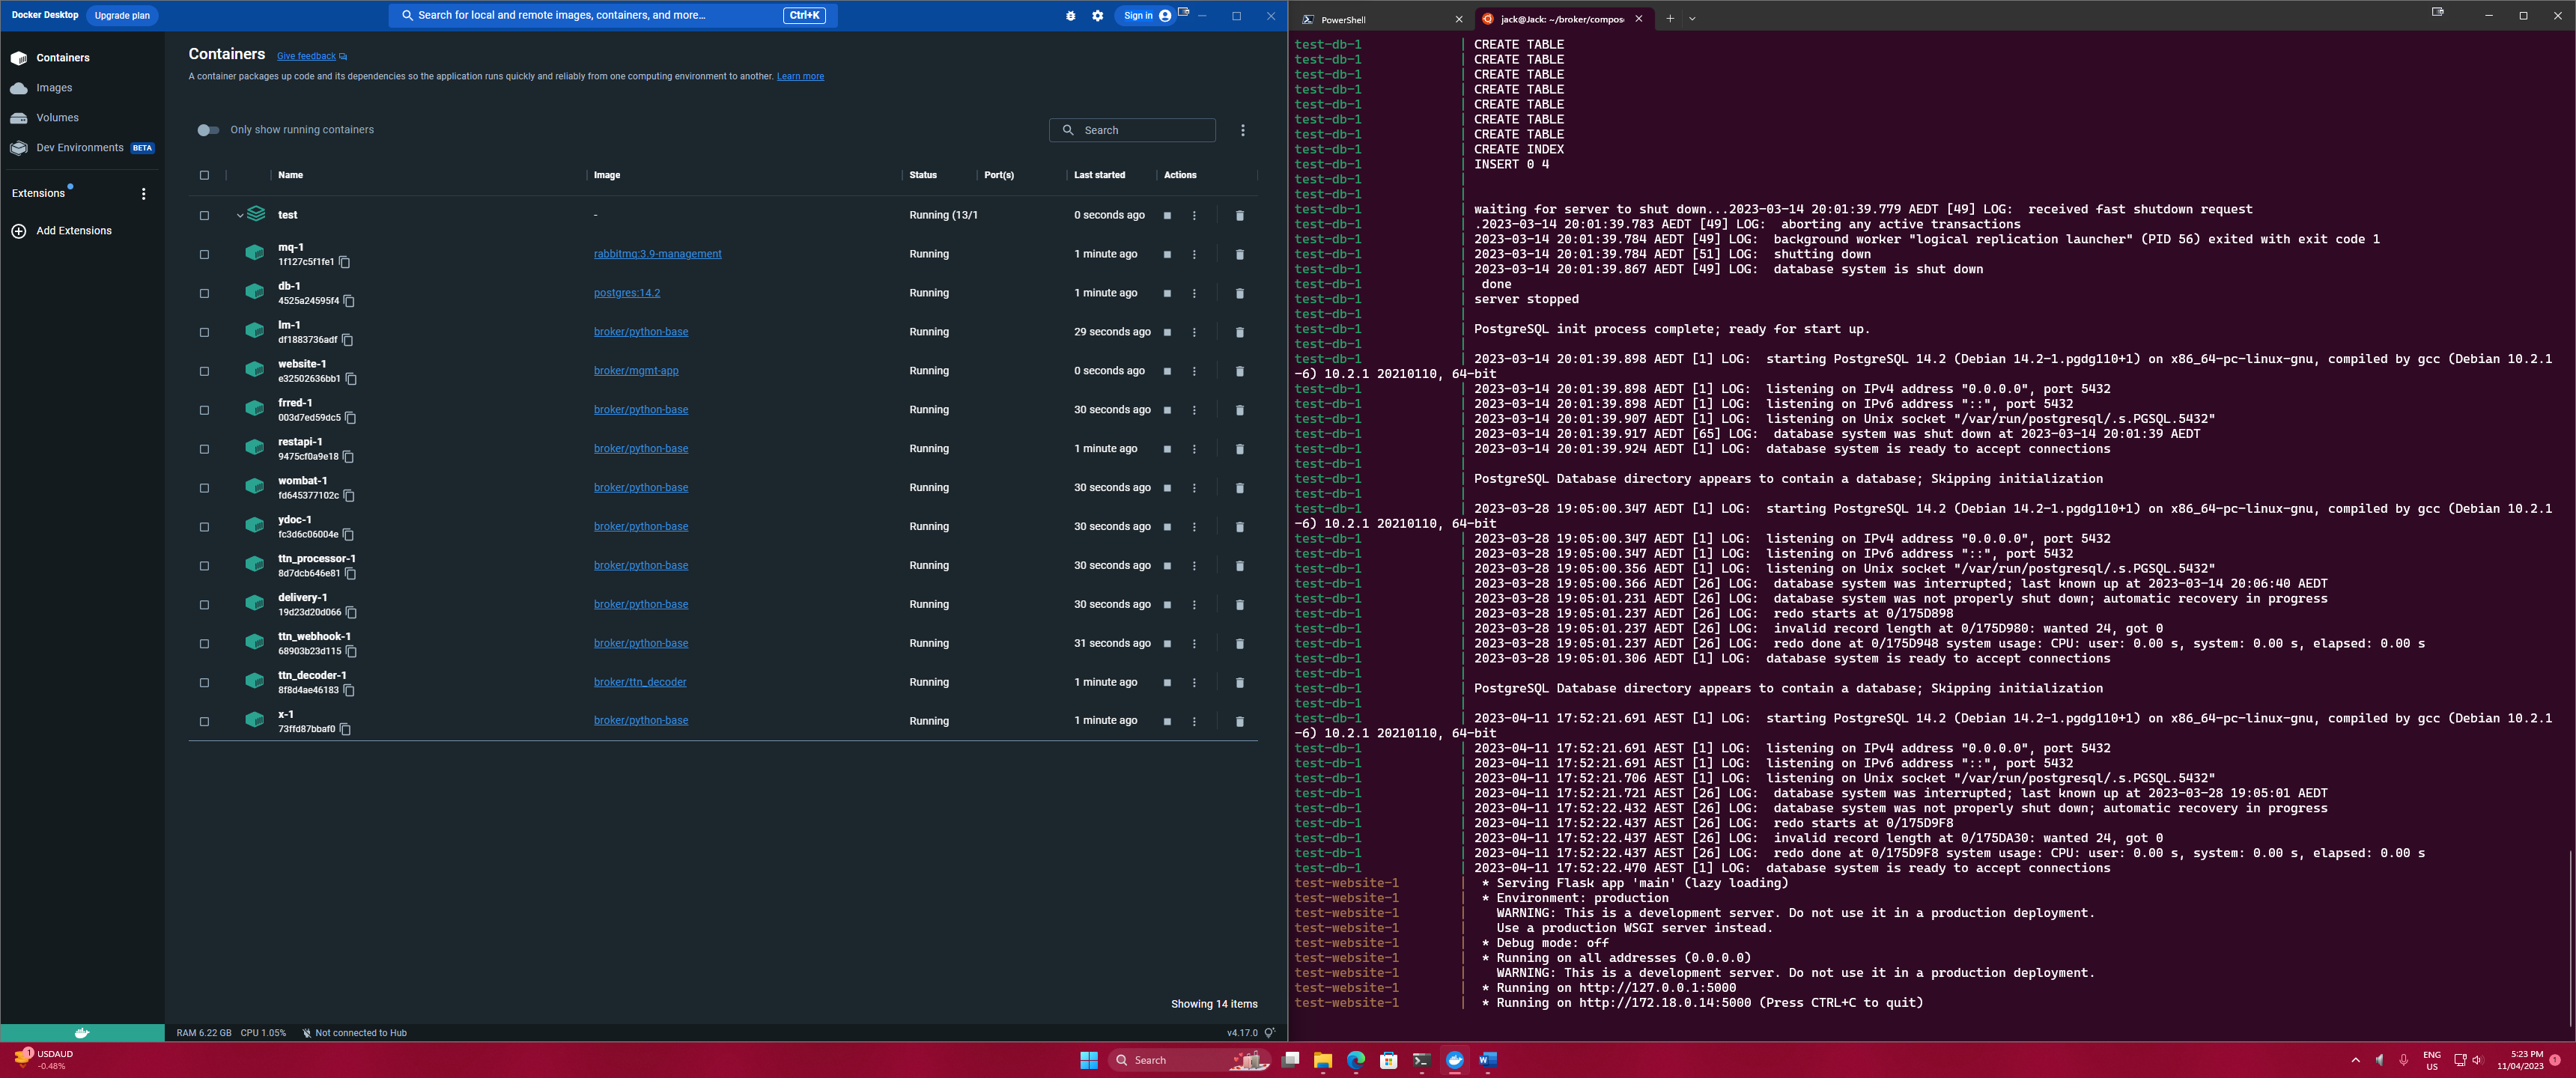 Docker Desktop Upgrade plan Search for local and remote images, containers, and more... Ctrl+K Sign in
Containers
Images
Volumes
Dev Environments BETA
Extensions
Add Extensions
Containers Give feedback
A container packages up code and its dependencies so the application runs quickly and reliably from one computing environment to another. Learn more
Only show running containers Search
Name Image Status Port(s) Last started Actions
test - Running (13/1 0 seconds ago
mq-1
1f127c5f1fe1 rabbitmq:3.9-management Running 1 minute ago
db-1
4525a24595f4 postgres:14.2 Running 1 minute ago
lm-1
df1883736adf broker/python-base Running 29 seconds ago
website-1
e32502636bb1 broker/mgmt-app Running 0 seconds ago
frred-1
003d7ed59dc5 broker/python-base Running 30 seconds ago
restapi-1
9475cf0a9e18 broker/python-base Running 1 minute ago
wombat-1
fd645377102c broker/python-base Running 30 seconds ago
ydoc-1
fc3d6c06004e broker/python-base Running 30 seconds ago
ttn_processor-1
8d7dcb646e81 broker/python-base Running 30 seconds ago
delivery-1
19d23d20d066 broker/python-base Running 30 seconds ago
ttn_webhook-1
68903b23d115 broker/python-base Running 31 seconds ago
ttn_decoder-1
8f8d4ae46183 broker/ttn_decoder Running 1 minute ago
x-1
73ffd87bbaf0 broker/python-base Running 1 minute ago
Showing 14 items
RAM 6.22 GB CPU 1.05% Not connected to Hub v4.17.0
PowerShell jack@Jack: ~/broker/compos
test-db-1 | CREATE TABLE
test-db-1 | CREATE TABLE
test-db-1 | CREATE TABLE
test-db-1 | CREATE TABLE
test-db-1 | CREATE TABLE
test-db-1 | CREATE TABLE
test-db-1 | CREATE TABLE
test-db-1 | CREATE INDEX
test-db-1 | INSERT 0 4
test-db-1 |
test-db-1 |
test-db-1 | waiting for server to shut down...2023-03-14 20:01:39.779 AEDT [49] LOG:  received fast shutdown request
test-db-1 | .2023-03-14 20:01:39.783 AEDT [49] LOG:  aborting any active transactions
test-db-1 | 2023-03-14 20:01:39.784 AEDT [49] LOG:  background worker "logical replication launcher" (PID 56) exited with exit code 1
test-db-1 | 2023-03-14 20:01:39.784 AEDT [51] LOG:  shutting down
test-db-1 | 2023-03-14 20:01:39.867 AEDT [49] LOG:  database system is shut down
test-db-1 | done
test-db-1 | server stopped
test-db-1 |
test-db-1 | PostgreSQL init process complete; ready for start up.
test-db-1 |
test-db-1 | 2023-03-14 20:01:39.898 AEDT [1] LOG:  starting PostgreSQL 14.2 (Debian 14.2-1.pgdg110+1) on x86_64-pc-linux-gnu, compiled by gcc (Debian 10.2.1
-6) 10.2.1 20210110, 64-bit
test-db-1 | 2023-03-14 20:01:39.898 AEDT [1] LOG:  listening on IPv4 address "0.0.0.0", port 5432
test-db-1 | 2023-03-14 20:01:39.898 AEDT [1] LOG:  listening on IPv6 address "::", port 5432
test-db-1 | 2023-03-14 20:01:39.907 AEDT [1] LOG:  listening on Unix socket "/var/run/postgresql/.s.PGSQL.5432"
test-db-1 | 2023-03-14 20:01:39.917 AEDT [65] LOG:  database system was shut down at 2023-03-14 20:01:39 AEDT
test-db-1 | 2023-03-14 20:01:39.924 AEDT [1] LOG:  database system is ready to accept connections
test-db-1 |
test-db-1 | PostgreSQL Database directory appears to contain a database; Skipping initialization
test-db-1 |
test-db-1 | 2023-03-28 19:05:00.347 AEDT [1] LOG:  starting PostgreSQL 14.2 (Debian 14.2-1.pgdg110+1) on x86_64-pc-linux-gnu, compiled by gcc (Debian 10.2.1
-6) 10.2.1 20210110, 64-bit
test-db-1 | 2023-03-28 19:05:00.347 AEDT [1] LOG:  listening on IPv4 address "0.0.0.0", port 5432
test-db-1 | 2023-03-28 19:05:00.347 AEDT [1] LOG:  listening on IPv6 address "::", port 5432
test-db-1 | 2023-03-28 19:05:00.356 AEDT [1] LOG:  listening on Unix socket "/var/run/postgresql/.s.PGSQL.5432"
test-db-1 | 2023-03-28 19:05:00.366 AEDT [26] LOG:  database system was interrupted; last known up at 2023-03-14 20:06:40 AEDT
test-db-1 | 2023-03-28 19:05:01.231 AEDT [26] LOG:  database system was not properly shut down; automatic recovery in progress
test-db-1 | 2023-03-28 19:05:01.237 AEDT [26] LOG:  redo starts at 0/175D898
test-db-1 | 2023-03-28 19:05:01.237 AEDT [26] LOG:  invalid record length at 0/175D980: wanted 24, got 0
test-db-1 | 2023-03-28 19:05:01.237 AEDT [26] LOG:  redo done at 0/175D948 system usage: CPU: user: 0.00 s, system: 0.00 s, elapsed: 0.00 s
test-db-1 | 2023-03-28 19:05:01.306 AEDT [1] LOG:  database system is ready to accept connections
test-db-1 |
test-db-1 | PostgreSQL Database directory appears to contain a database; Skipping initialization
test-db-1 |
test-db-1 | 2023-04-11 17:52:21.691 AEST [1] LOG:  starting PostgreSQL 14.2 (Debian 14.2-1.pgdg110+1) on x86_64-pc-linux-gnu, compiled by gcc (Debian 10.2.1
-6) 10.2.1 20210110, 64-bit
test-db-1 | 2023-04-11 17:52:21.691 AEST [1] LOG:  listening on IPv4 address "0.0.0.0", port 5432
test-db-1 | 2023-04-11 17:52:21.691 AEST [1] LOG:  listening on IPv6 address "::", port 5432
test-db-1 | 2023-04-11 17:52:21.706 AEST [1] LOG:  listening on Unix socket "/var/run/postgresql/.s.PGSQL.5432"
test-db-1 | 2023-04-11 17:52:21.721 AEST [26] LOG:  database system was interrupted; last known up at 2023-03-28 19:05:01 AEDT
test-db-1 | 2023-04-11 17:52:22.432 AEST [26] LOG:  database system was not properly shut down; automatic recovery in progress
test-db-1 | 2023-04-11 17:52:22.437 AEST [26] LOG:  redo starts at 0/175D9F8
test-db-1 | 2023-04-11 17:52:22.437 AEST [26] LOG:  invalid record length at 0/175DA30: wanted 24, got 0
test-db-1 | 2023-04-11 17:52:22.437 AEST [26] LOG:  redo done at 0/175D9F8 system usage: CPU: user: 0.00 s, system: 0.00 s, elapsed: 0.00 s
test-db-1 | 2023-04-11 17:52:22.470 AEST [1] LOG:  database system is ready to accept connections
test-website-1 | * Serving Flask app 'main' (lazy loading)
test-website-1 | * Environment: production
test-website-1 | WARNING: This is a development server. Do not use it in a production deployment.
test-website-1 | Use a production WSGI server instead.
test-website-1 | * Debug mode: off
test-website-1 | * Running on all addresses (0.0.0.0)
test-website-1 | WARNING: This is a development server. Do not use it in a production deployment.
test-website-1 | * Running on http://127.0.0.1:5000
test-website-1 | * Running on http://172.18.0.14:5000 (Press CTRL+C to quit)
1 USDAUD
-0.48%
Search
ENG
US
5:23 PM
11/04/2023
1